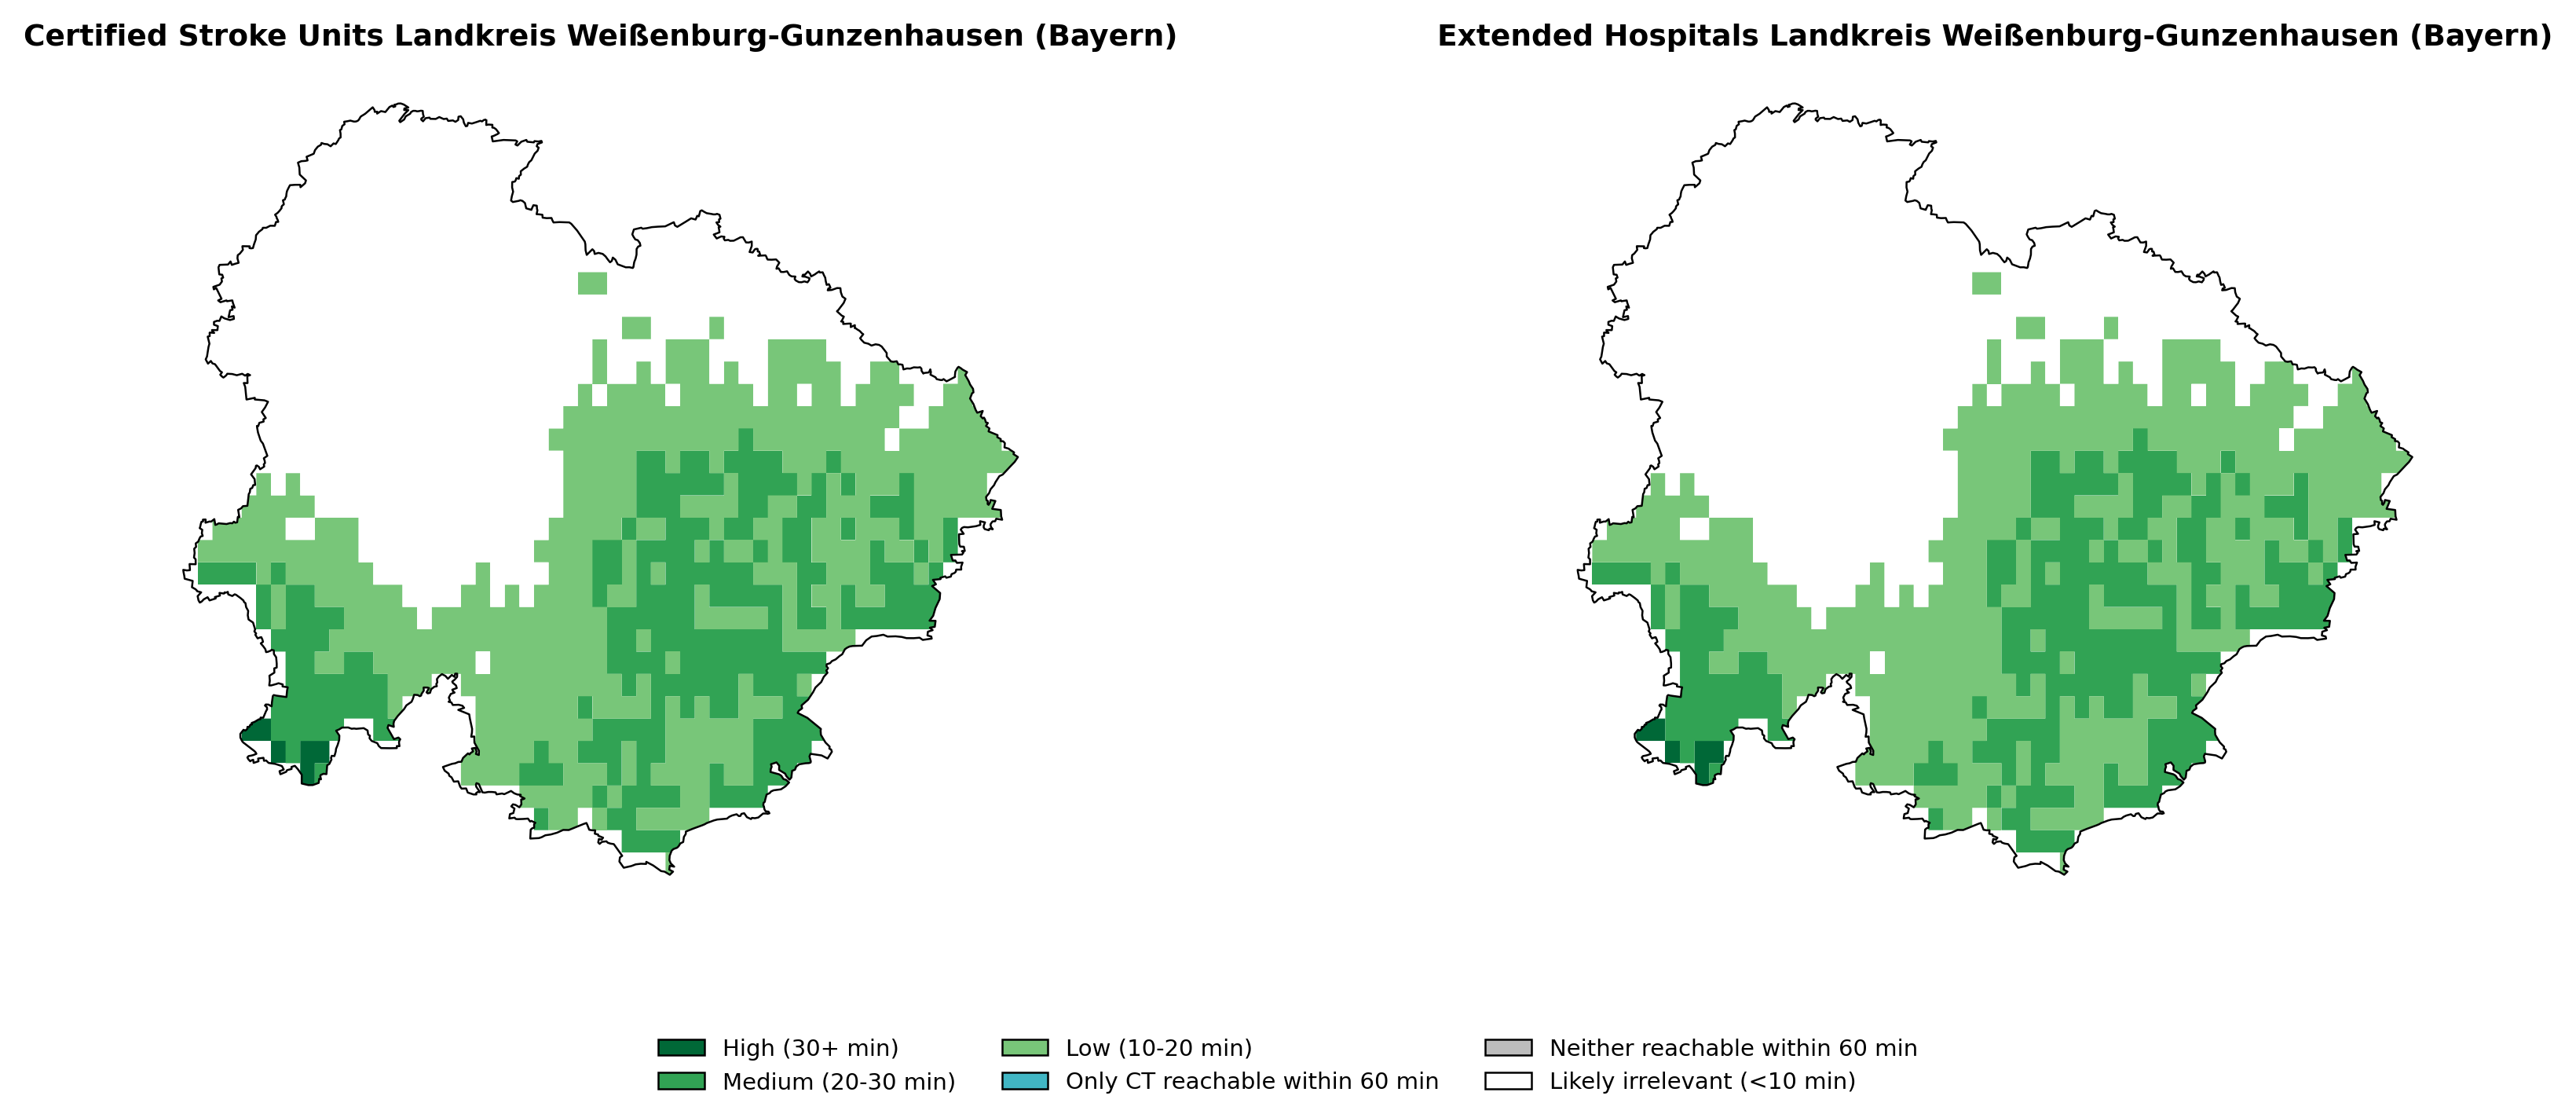 Certified Stroke Units Landkreis Weißenburg-Gunzenhausen (Bayern)
Extended Hospitals Landkreis Weißenburg-Gunzenhausen (Bayern)
High (30+ min)
Medium (20-30 min)
Low (10-20 min)
Only CT reachable within 60 min
Neither reachable within 60 min
Likely irrelevant (<10 min)